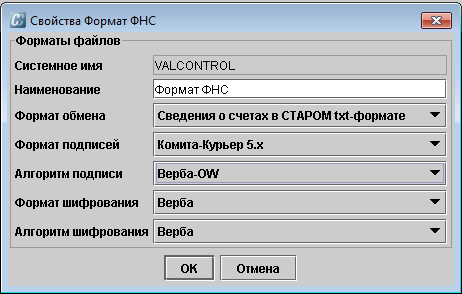 Свойства Формат ФНС
Форматы файлов
Системное имя VALCONTROL
Наименование Формат ФНС
Формат обмена Сведения о счетах в СТАРОМ txt-формате
Формат подписей Комита-Курьер 5.x
Алгоритм подписи Верба-OW
Формат шифрования Верба
Алгоритм шифрования Верба
OK Отмена